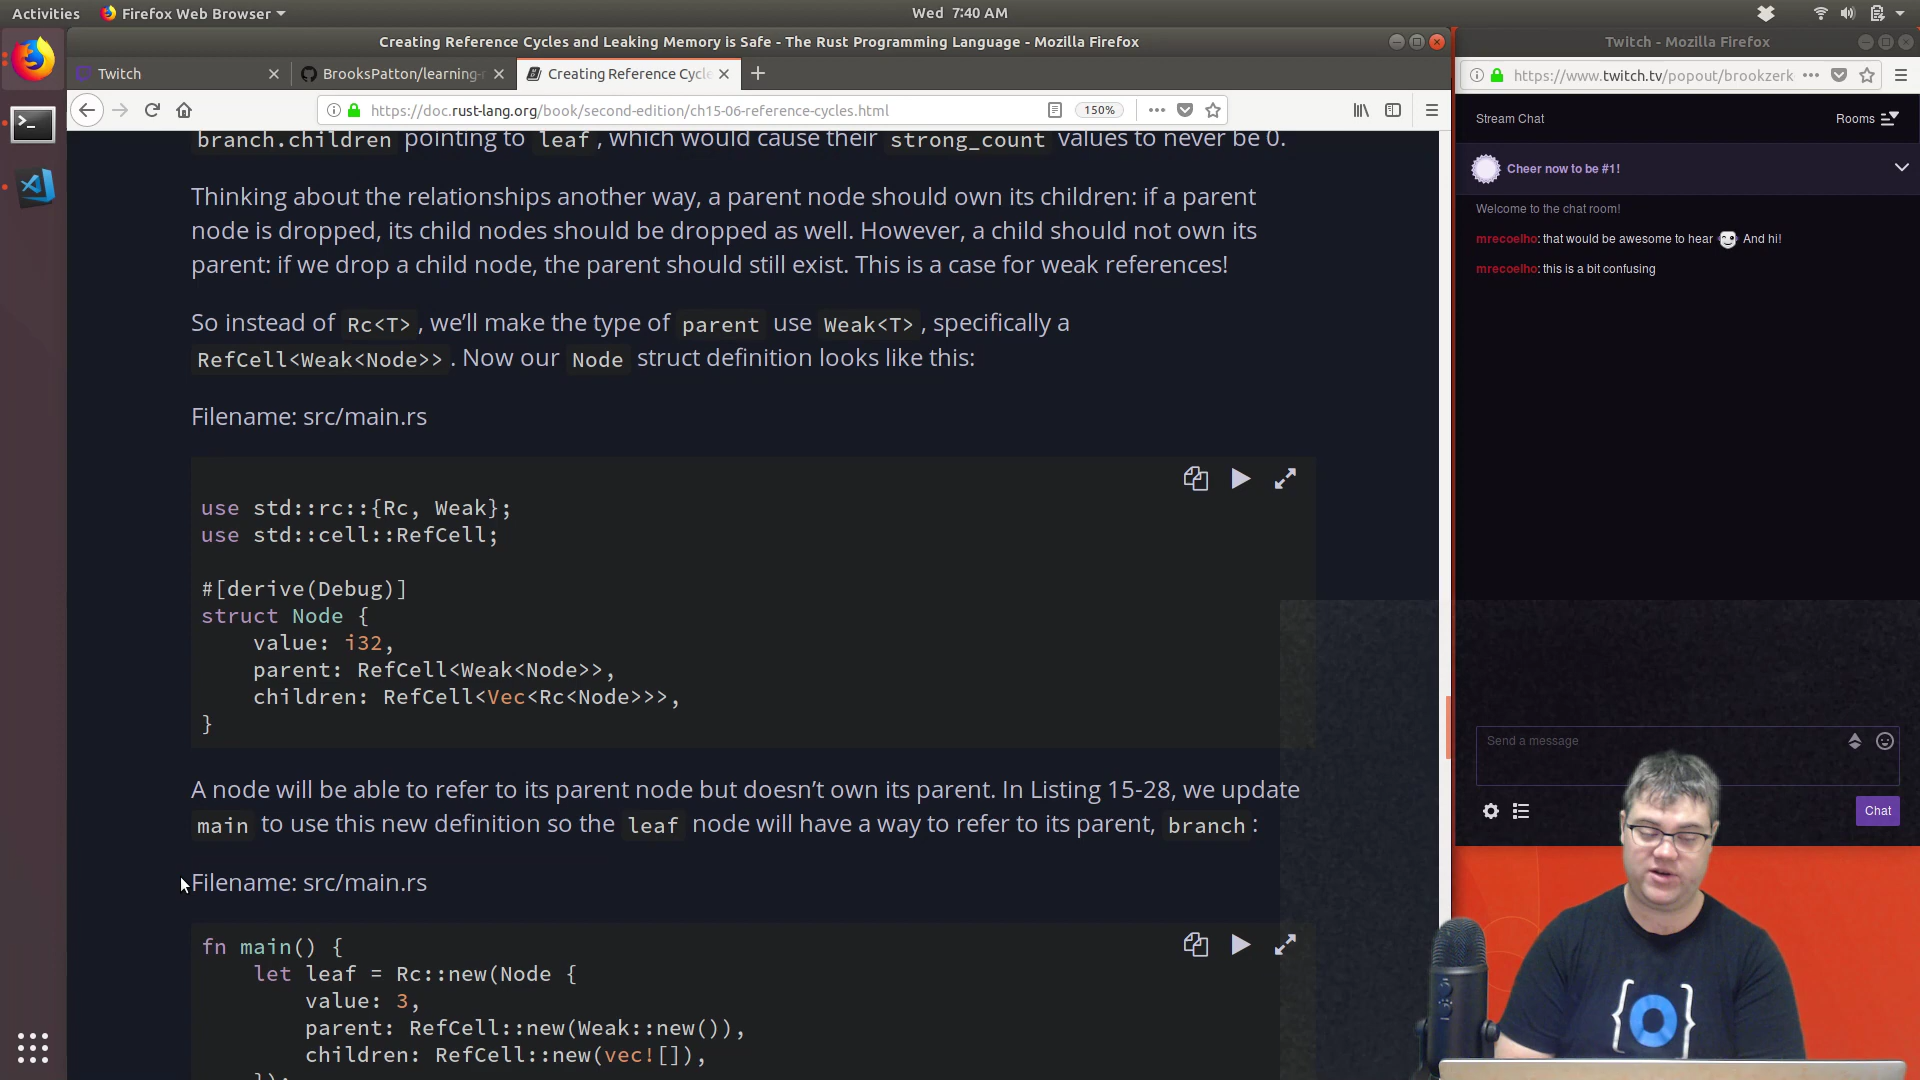 Activities
Firefox Web Browser
Wed 7:40 AM
Creating Reference Cycles and Leaking Memory is Safe - The Rust Programming Language - Mozilla Firefox
Twitch - Mozilla Firefox
Twitch
BrooksPatton/learning-
Creating Reference Cycl
https://doc.rust-lang.org/book/second-edition/ch15-06-reference-cycles.html
150%
https://www.twitch.tv/popout/brookzerk
branch.children pointing to leaf, which would cause their strong_count values to never be 0.
Thinking about the relationships another way, a parent node should own its children: if a parent
node is dropped, its child nodes should be dropped as well. However, a child should not own its
parent: if we drop a child node, the parent should still exist. This is a case for weak references!
So instead of Rc<T>, we’ll make the type of parent use Weak<T>, specifically a
RefCell<Weak<Node>>. Now our Node struct definition looks like this:
Filename: src/main.rs
use std::rc::{Rc, Weak};
use std::cell::RefCell;
#[derive(Debug)]
struct Node {
value: i32,
parent: RefCell<Weak<Node>>,
children: RefCell<Vec<Rc<Node>>>,
}
A node will be able to refer to its parent node but doesn’t own its parent. In Listing 15-28, we update
main to use this new definition so the leaf node will have a way to refer to its parent, branch:
Filename: src/main.rs
fn main() {
let leaf = Rc::new(Node {
value: 3,
parent: RefCell::new(Weak::new()),
children: RefCell::new(vec![]),
});
Stream Chat
Rooms
Cheer now to be #1!
Welcome to the chat room!
mrecoelho: that would be awesome to hear And hi!
mrecoelho: this is a bit confusing
Send a message
Chat